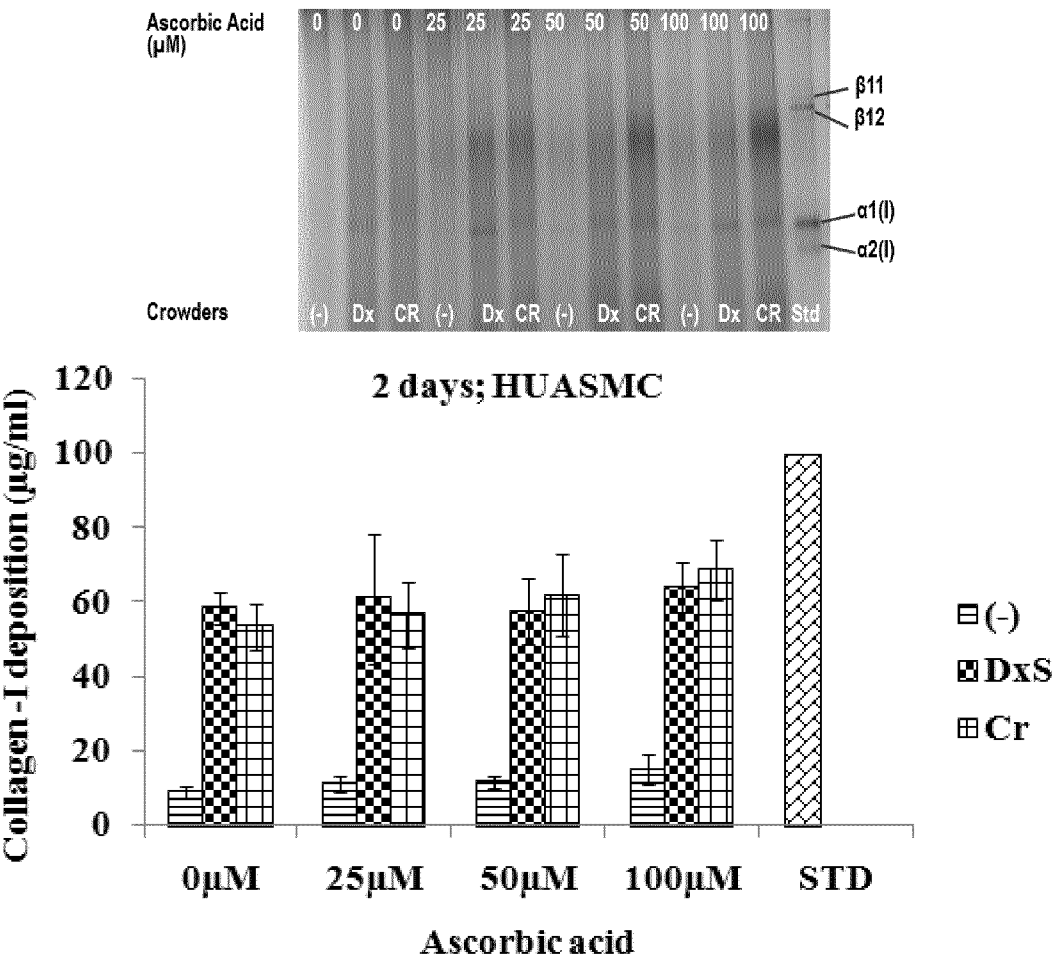 Ascorbic Acid 0 0 0 25 25 25 50 50 50 100 100 100
(µM)
β11
β12
α1(I)
α2(I)
Crowders (-) Dx CR (-) Dx CR (-) Dx CR (-) Dx CR Std
2 days; HUASMC
Collagen-I deposition (µg/ml)
120
100
80
60
40
20
0
(-)
DxS
Cr
0µM 25µM 50µM 100µM STD
Ascorbic acid